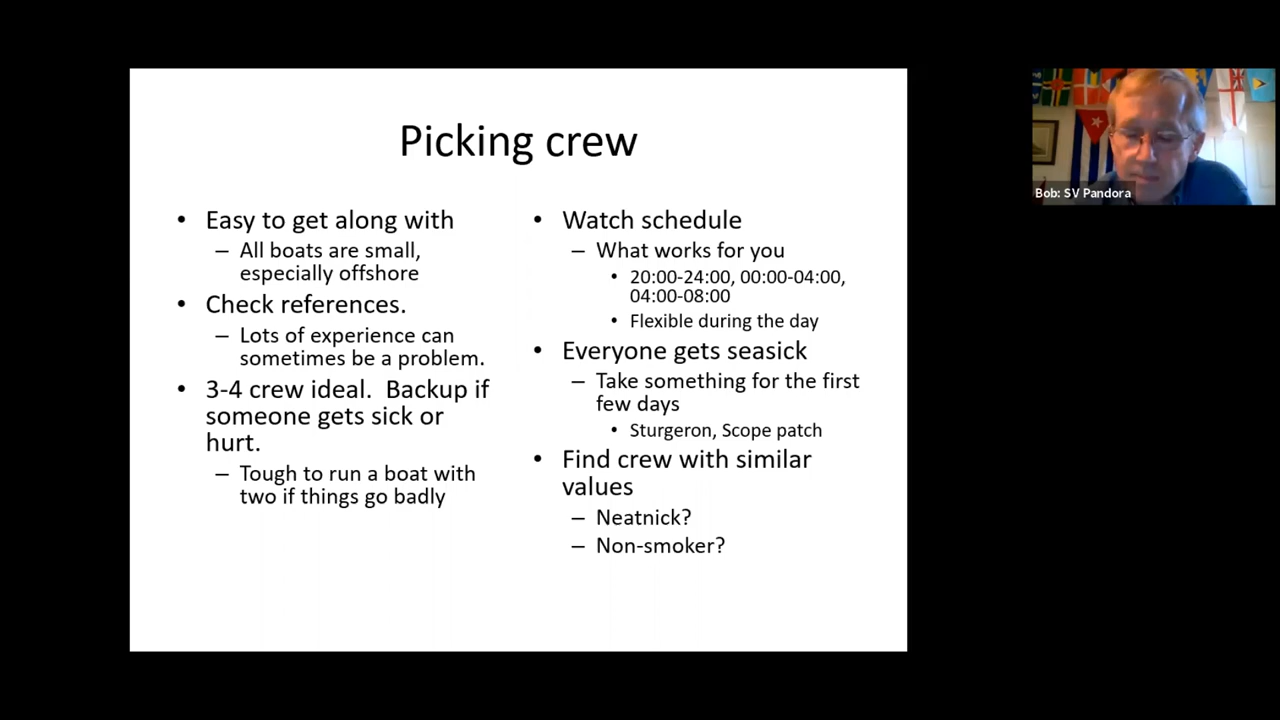 Picking crew
• Easy to get along with
– All boats are small,
especially offshore
• Check references.
– Lots of experience can
sometimes be a problem.
• 3-4 crew ideal.  Backup if
someone gets sick or
hurt.
– Tough to run a boat with
two if things go badly
• Watch schedule
– What works for you
• 20:00-24:00, 00:00-04:00,
04:00-08:00
• Flexible during the day
• Everyone gets seasick
– Take something for the first
few days
• Sturgeron, Scope patch
• Find crew with similar
values
– Neatnick?
– Non-smoker?
Bob: SV Pandora